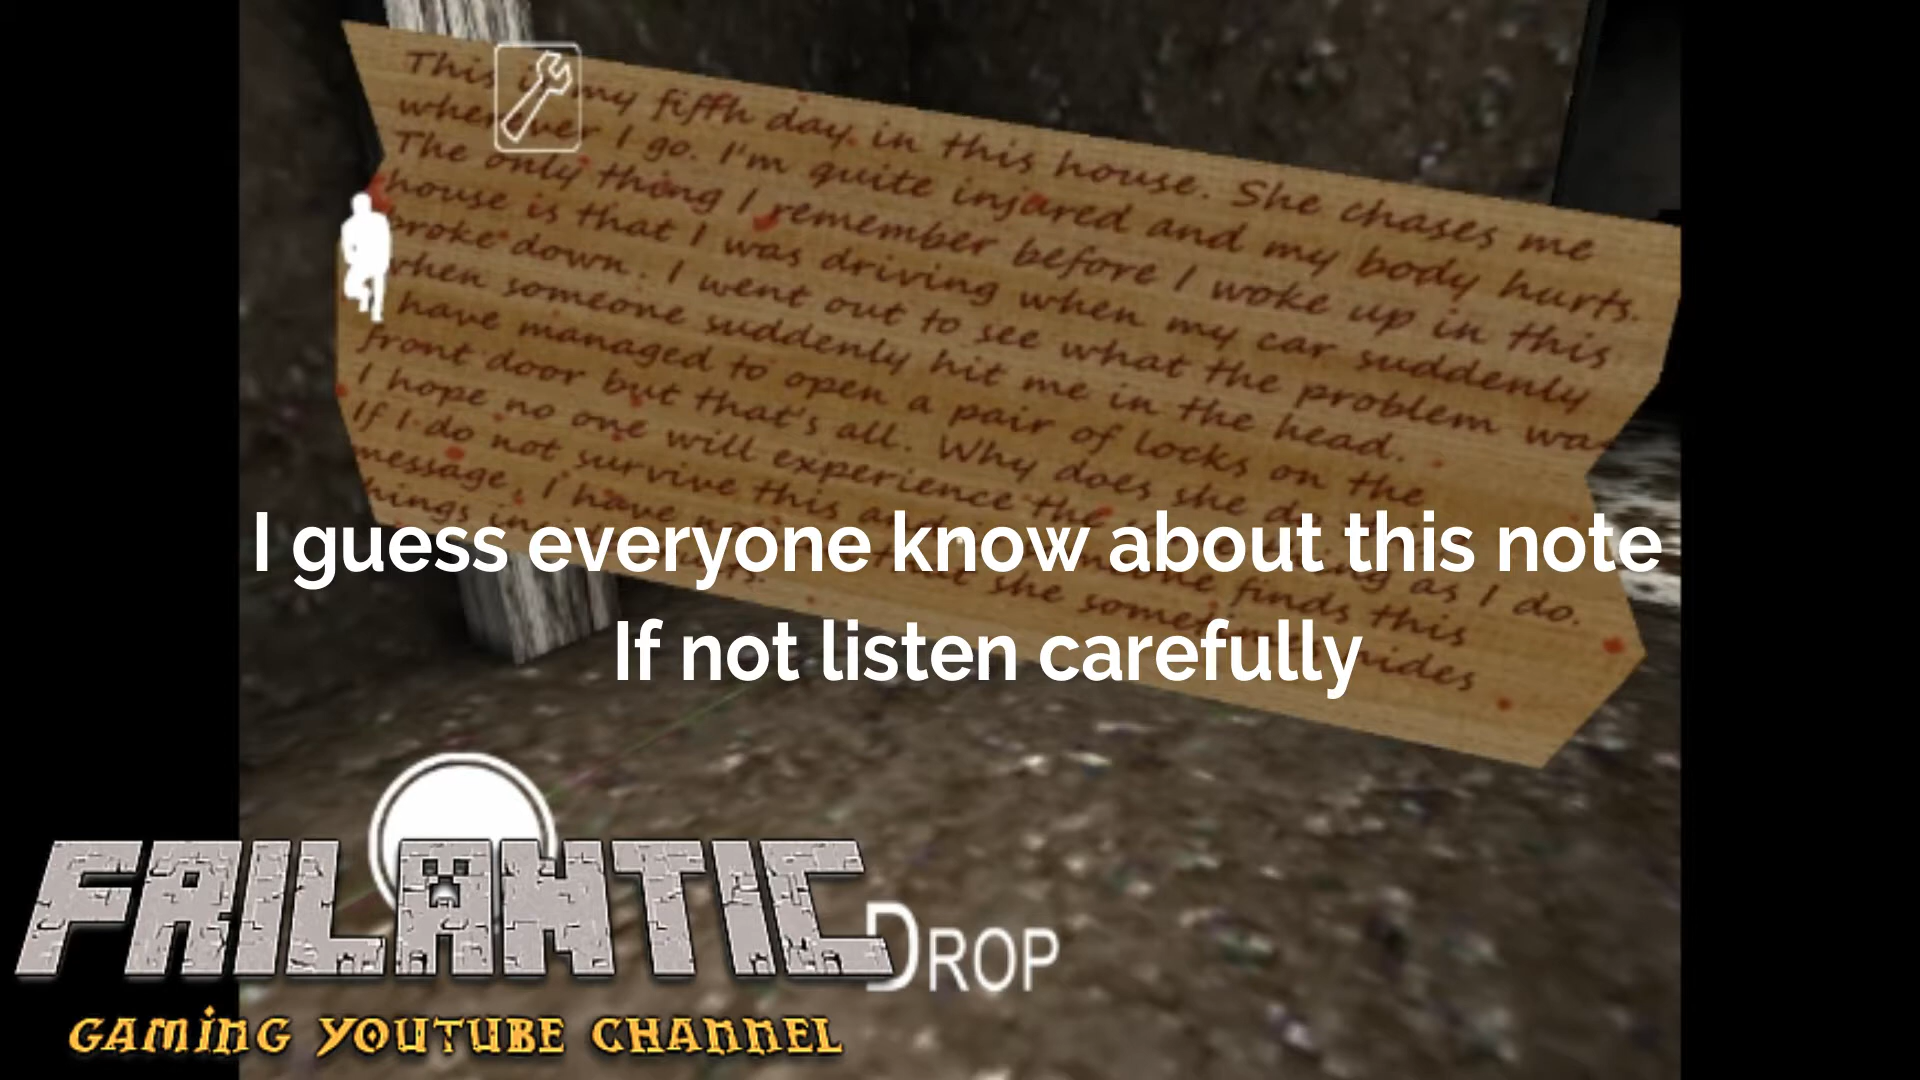 This my fifth day in this house. She chases me
wherever I go. I'm quite injured and my body hurts.
The only thing I remember before I woke up in this
house is that I was driving when my car suddenly
broke down. I went out to see what the problem was
when someone suddenly hit me in the head.
I have managed to open a pair of locks on the
front door but that's all. Why does she
I hope no one will experience the as I do.
If I do not survive this finds this
message, I have that she hides
things in
I guess everyone know about this note
If not listen carefully
DROP
FAILANTIC
GAMING YOUTUBE CHANNEL